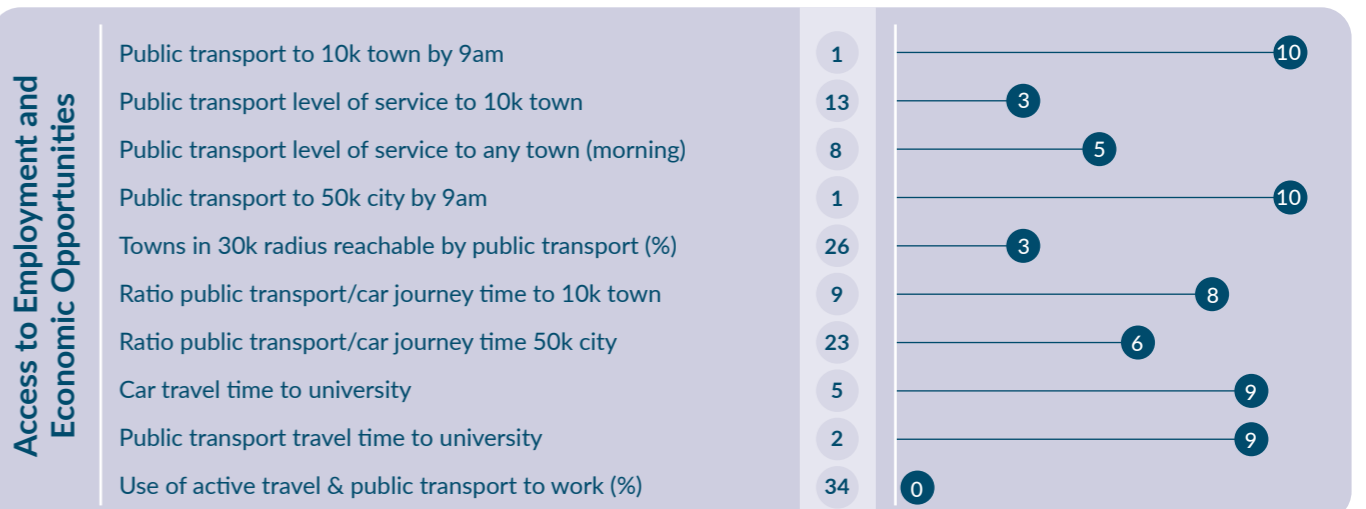 Access to Employment and
Economic Opportunities
Public transport to 10k town by 9am 1 10
Public transport level of service to 10k town 13 3
Public transport level of service to any town (morning) 8 5
Public transport to 50k city by 9am 1 10
Towns in 30k radius reachable by public transport (%) 26 3
Ratio public transport/car journey time to 10k town 9 8
Ratio public transport/car journey time 50k city 23 6
Car travel time to university 5 9
Public transport travel time to university 2 9
Use of active travel & public transport to work (%) 34 0